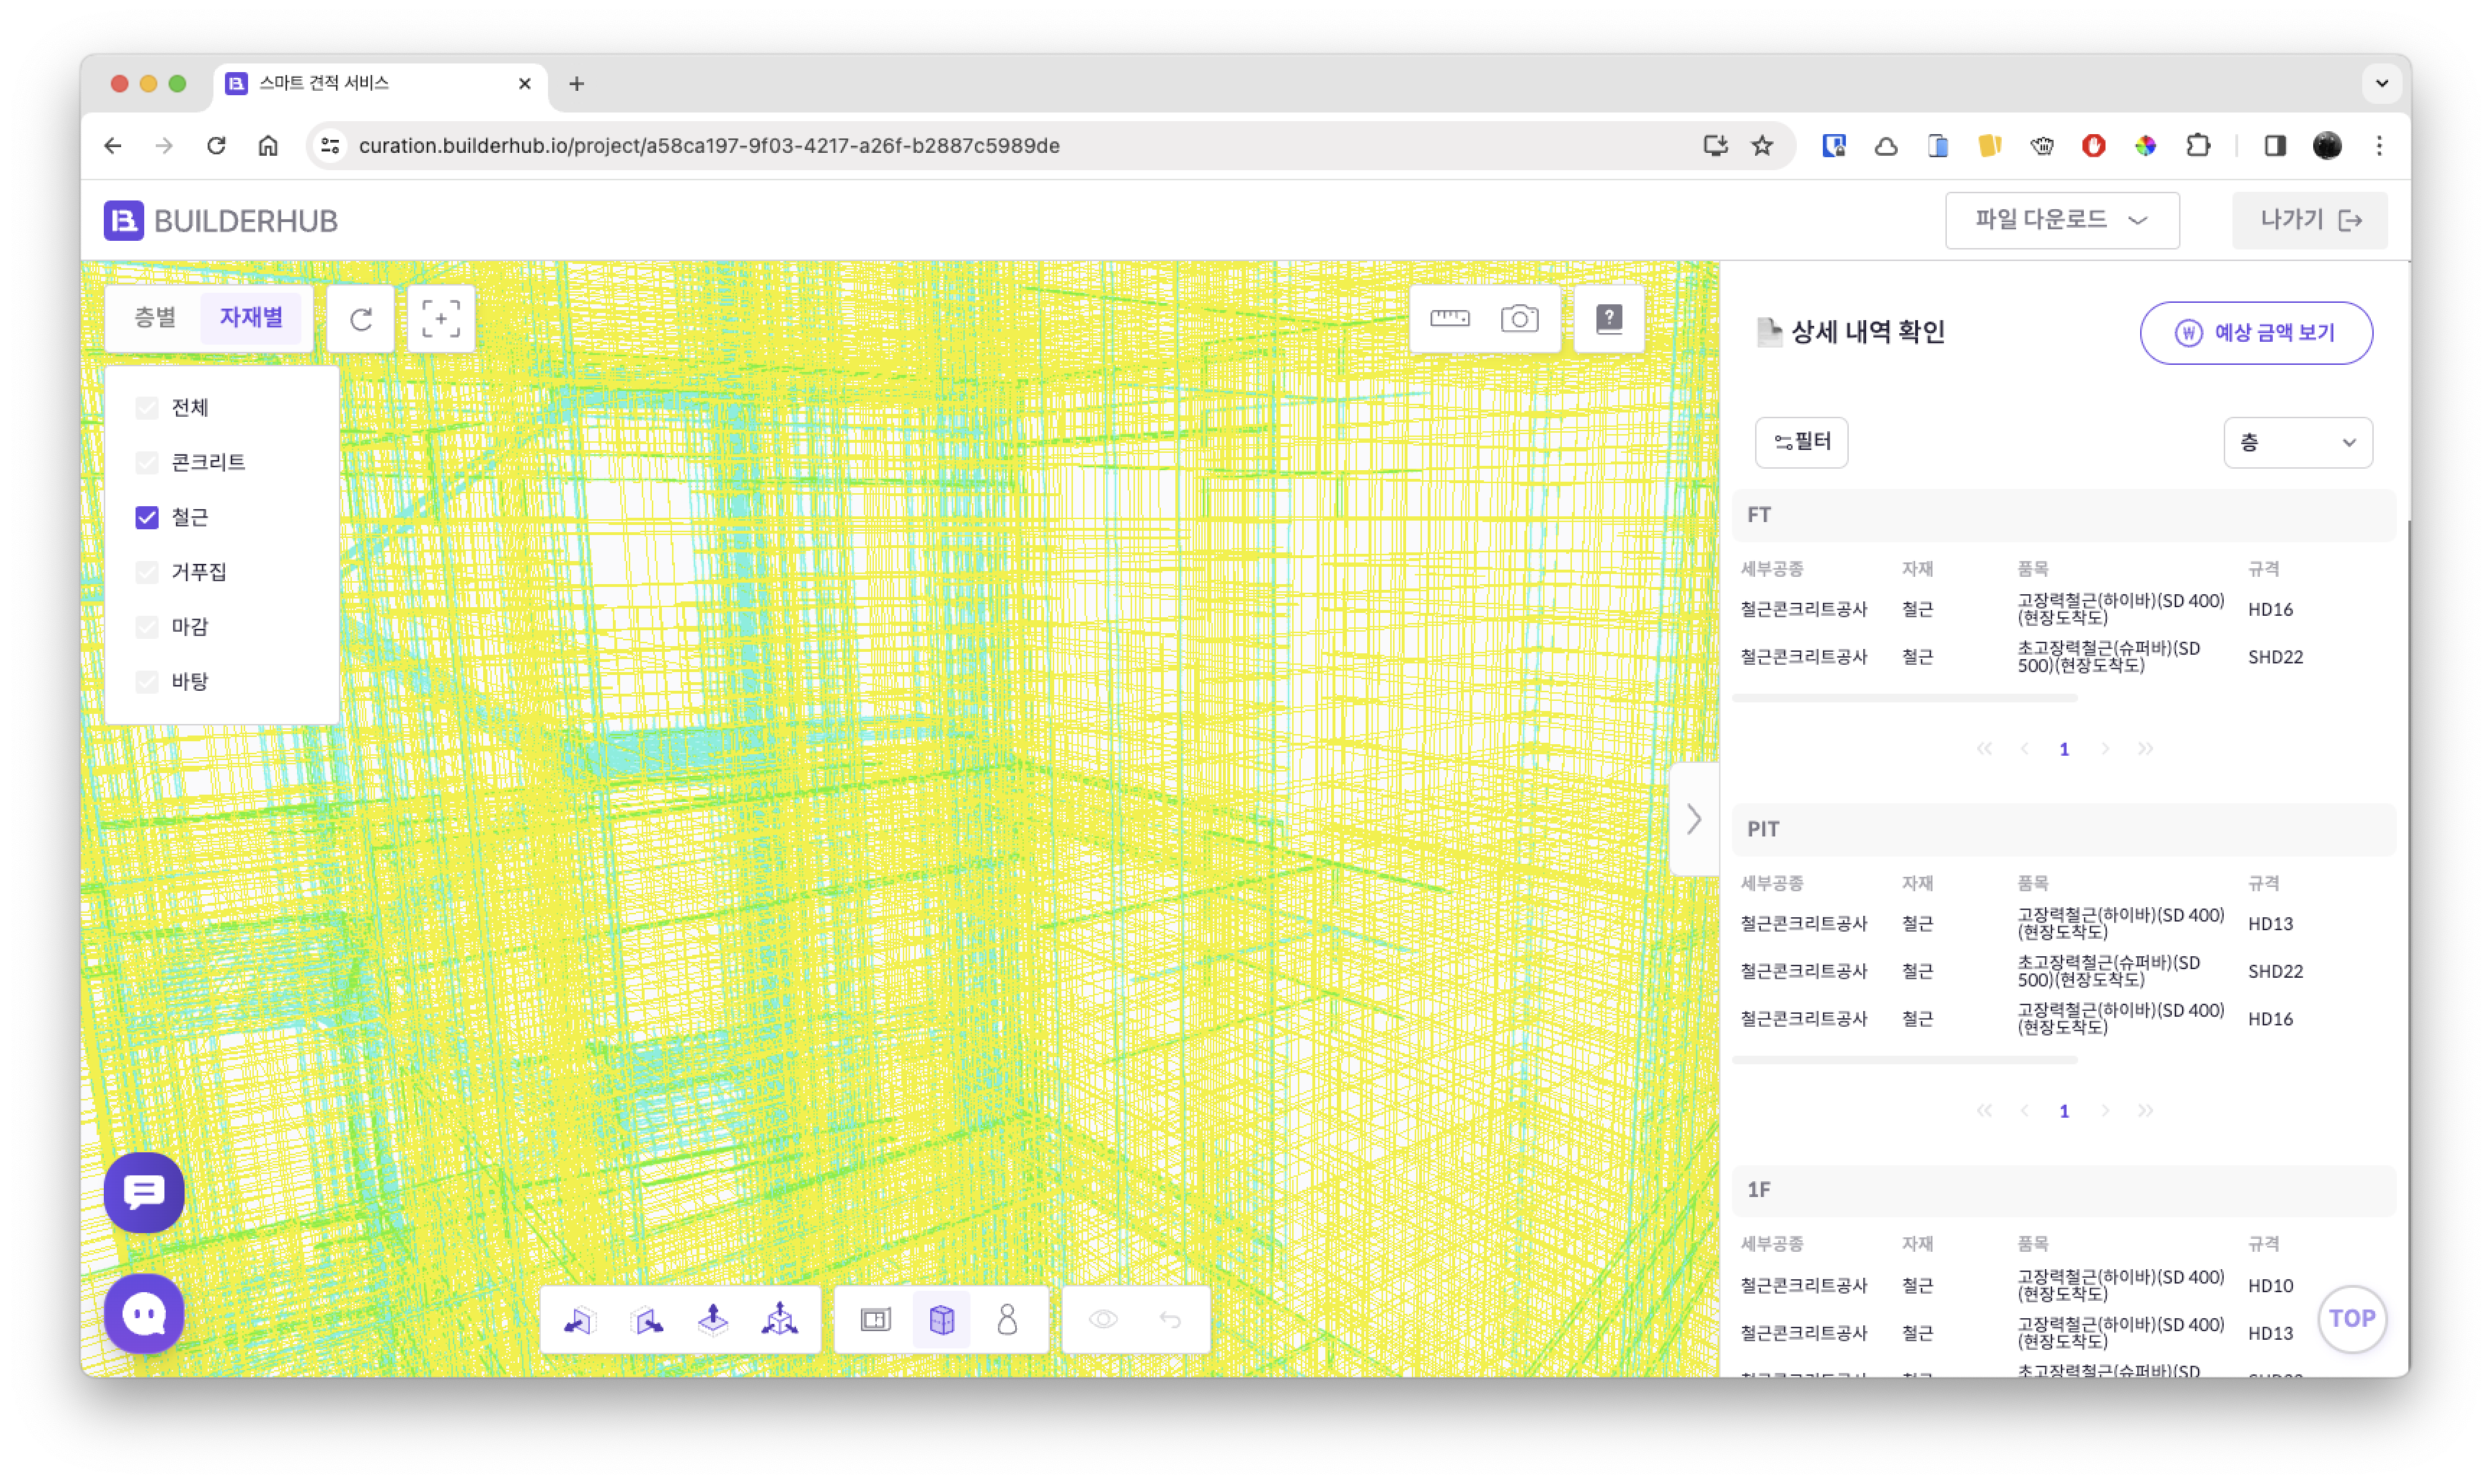 스마트 견적 서비스
curation.builderhub.io/project/a58ca197-9f03-4217-a26f-b2887c5989de
BUILDERHUB
파일 다운로드
나가기
층별
자재별
전체
콘크리트
철근
거푸집
마감
바탕
상세 내역 확인
예상 금액 보기
필터
층
FT
세부공종 자재 품목 규격
철근콘크리트공사 철근 고장력철근(하이바)(SD 400) HD16
(현장도착도)
철근콘크리트공사 철근 초고장력철근(슈퍼바)(SD SHD22
500)(현장도착도)
1
PIT
세부공종 자재 품목 규격
철근콘크리트공사 철근 고장력철근(하이바)(SD 400) HD13
(현장도착도)
철근콘크리트공사 철근 초고장력철근(슈퍼바)(SD SHD22
500)(현장도착도)
철근콘크리트공사 철근 고장력철근(하이바)(SD 400) HD16
(현장도착도)
1
1F
세부공종 자재 품목 규격
철근콘크리트공사 철근 고장력철근(하이바)(SD 400) HD10
(현장도착도)
TOP
철근콘크리트공사 철근 고장력철근(하이바)(SD 400) HD13
(현장도착도)
초고장력철근(슈퍼바)(SD